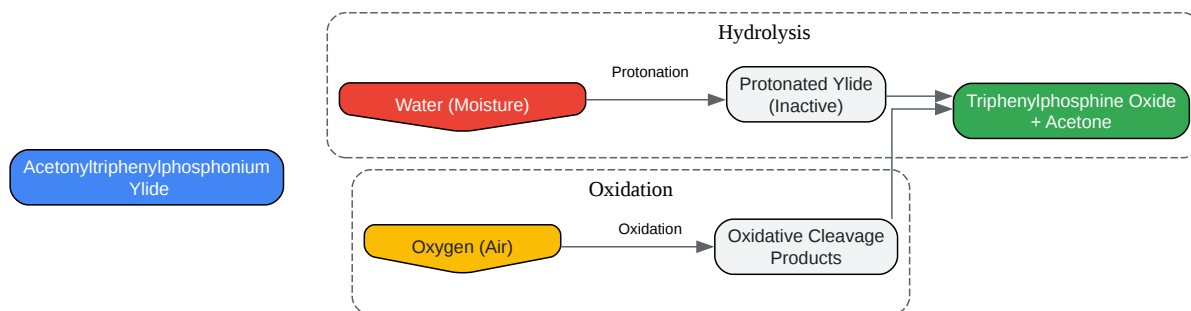 Hydrolysis
Protonation
Water (Moisture)
Protonated Ylide
(Inactive)
Triphenylphosphine Oxide
+ Acetone
Acetonyltriphenylphosphonium
Ylide
Oxidation
Oxidation
Oxygen (Air)
Oxidative Cleavage
Products